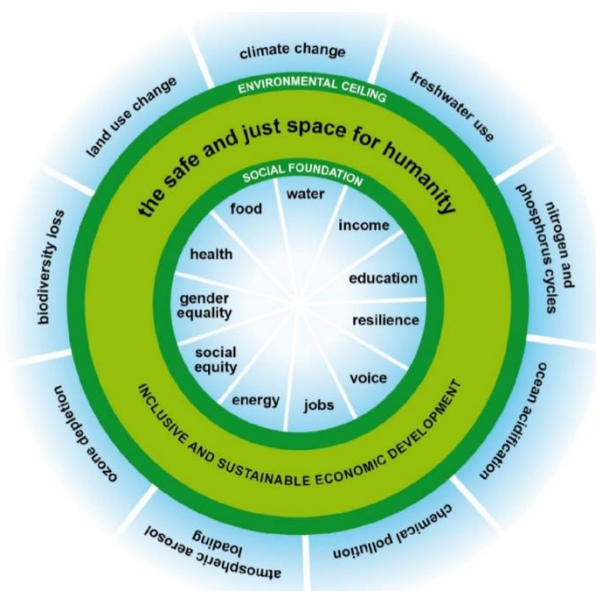 climate change
freshwater use
nitrogen and
phosphorus cycles
ocean acidification
chemical pollution
atmospheric aerosol
loading
ozone depletion
biodiversity loss
land use change
ENVIRONMENTAL CEILING
the safe and just space for humanity
SOCIAL FOUNDATION
water
income
education
resilience
voice
jobs
energy
social
equity
gender
equality
health
food
INCLUSIVE AND SUSTAINABLE ECONOMIC DEVELOPMENT